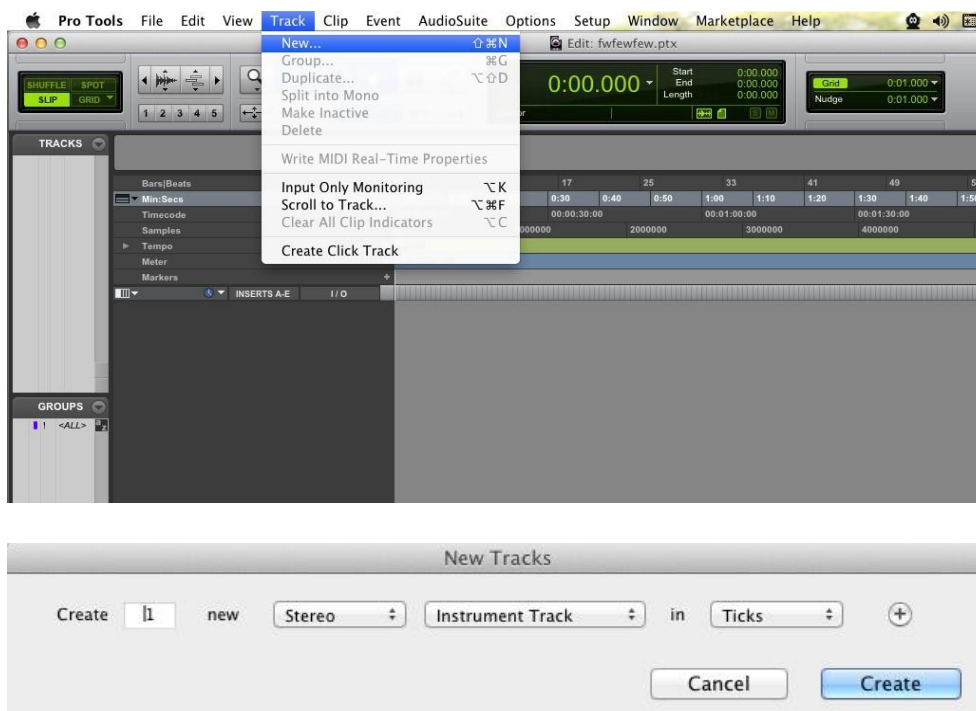 Pro Tools File Edit View Track Clip Event AudioSuite Options Setup Window Marketplace Help
New... ⇧⌘N
Edit: fwfewfew.ptx
Group... ⌘G
Duplicate... ⌥⇧D
Split into Mono
Make Inactive
Delete
Write MIDI Real-Time Properties
Input Only Monitoring ⌥K
Scroll to Track... ⌥⌘F
Clear All Clip Indicators ⌥C
Create Click Track
SHUFFLE SPOT
SLIP GRID
1 2 3 4 5
0:00.000
Start 0:00.000
End 0:00.000
Length 0:00.000
Grid 0:01.000
Nudge 0:01.000
TRACKS
Bars|Beats 17 25 33 41 49
Min:Secs 0:30 0:40 0:50 1:00 1:10 1:20 1:30 1:40
Timecode 00:00:30:00 00:01:00:00 00:01:30:00
Samples 2000000 3000000 4000000
Tempo
Meter
Markers +
INSERTS A-E I / O
GROUPS
! <ALL> a z
New Tracks
Create 1 new Stereo Instrument Track in Ticks +
Cancel Create